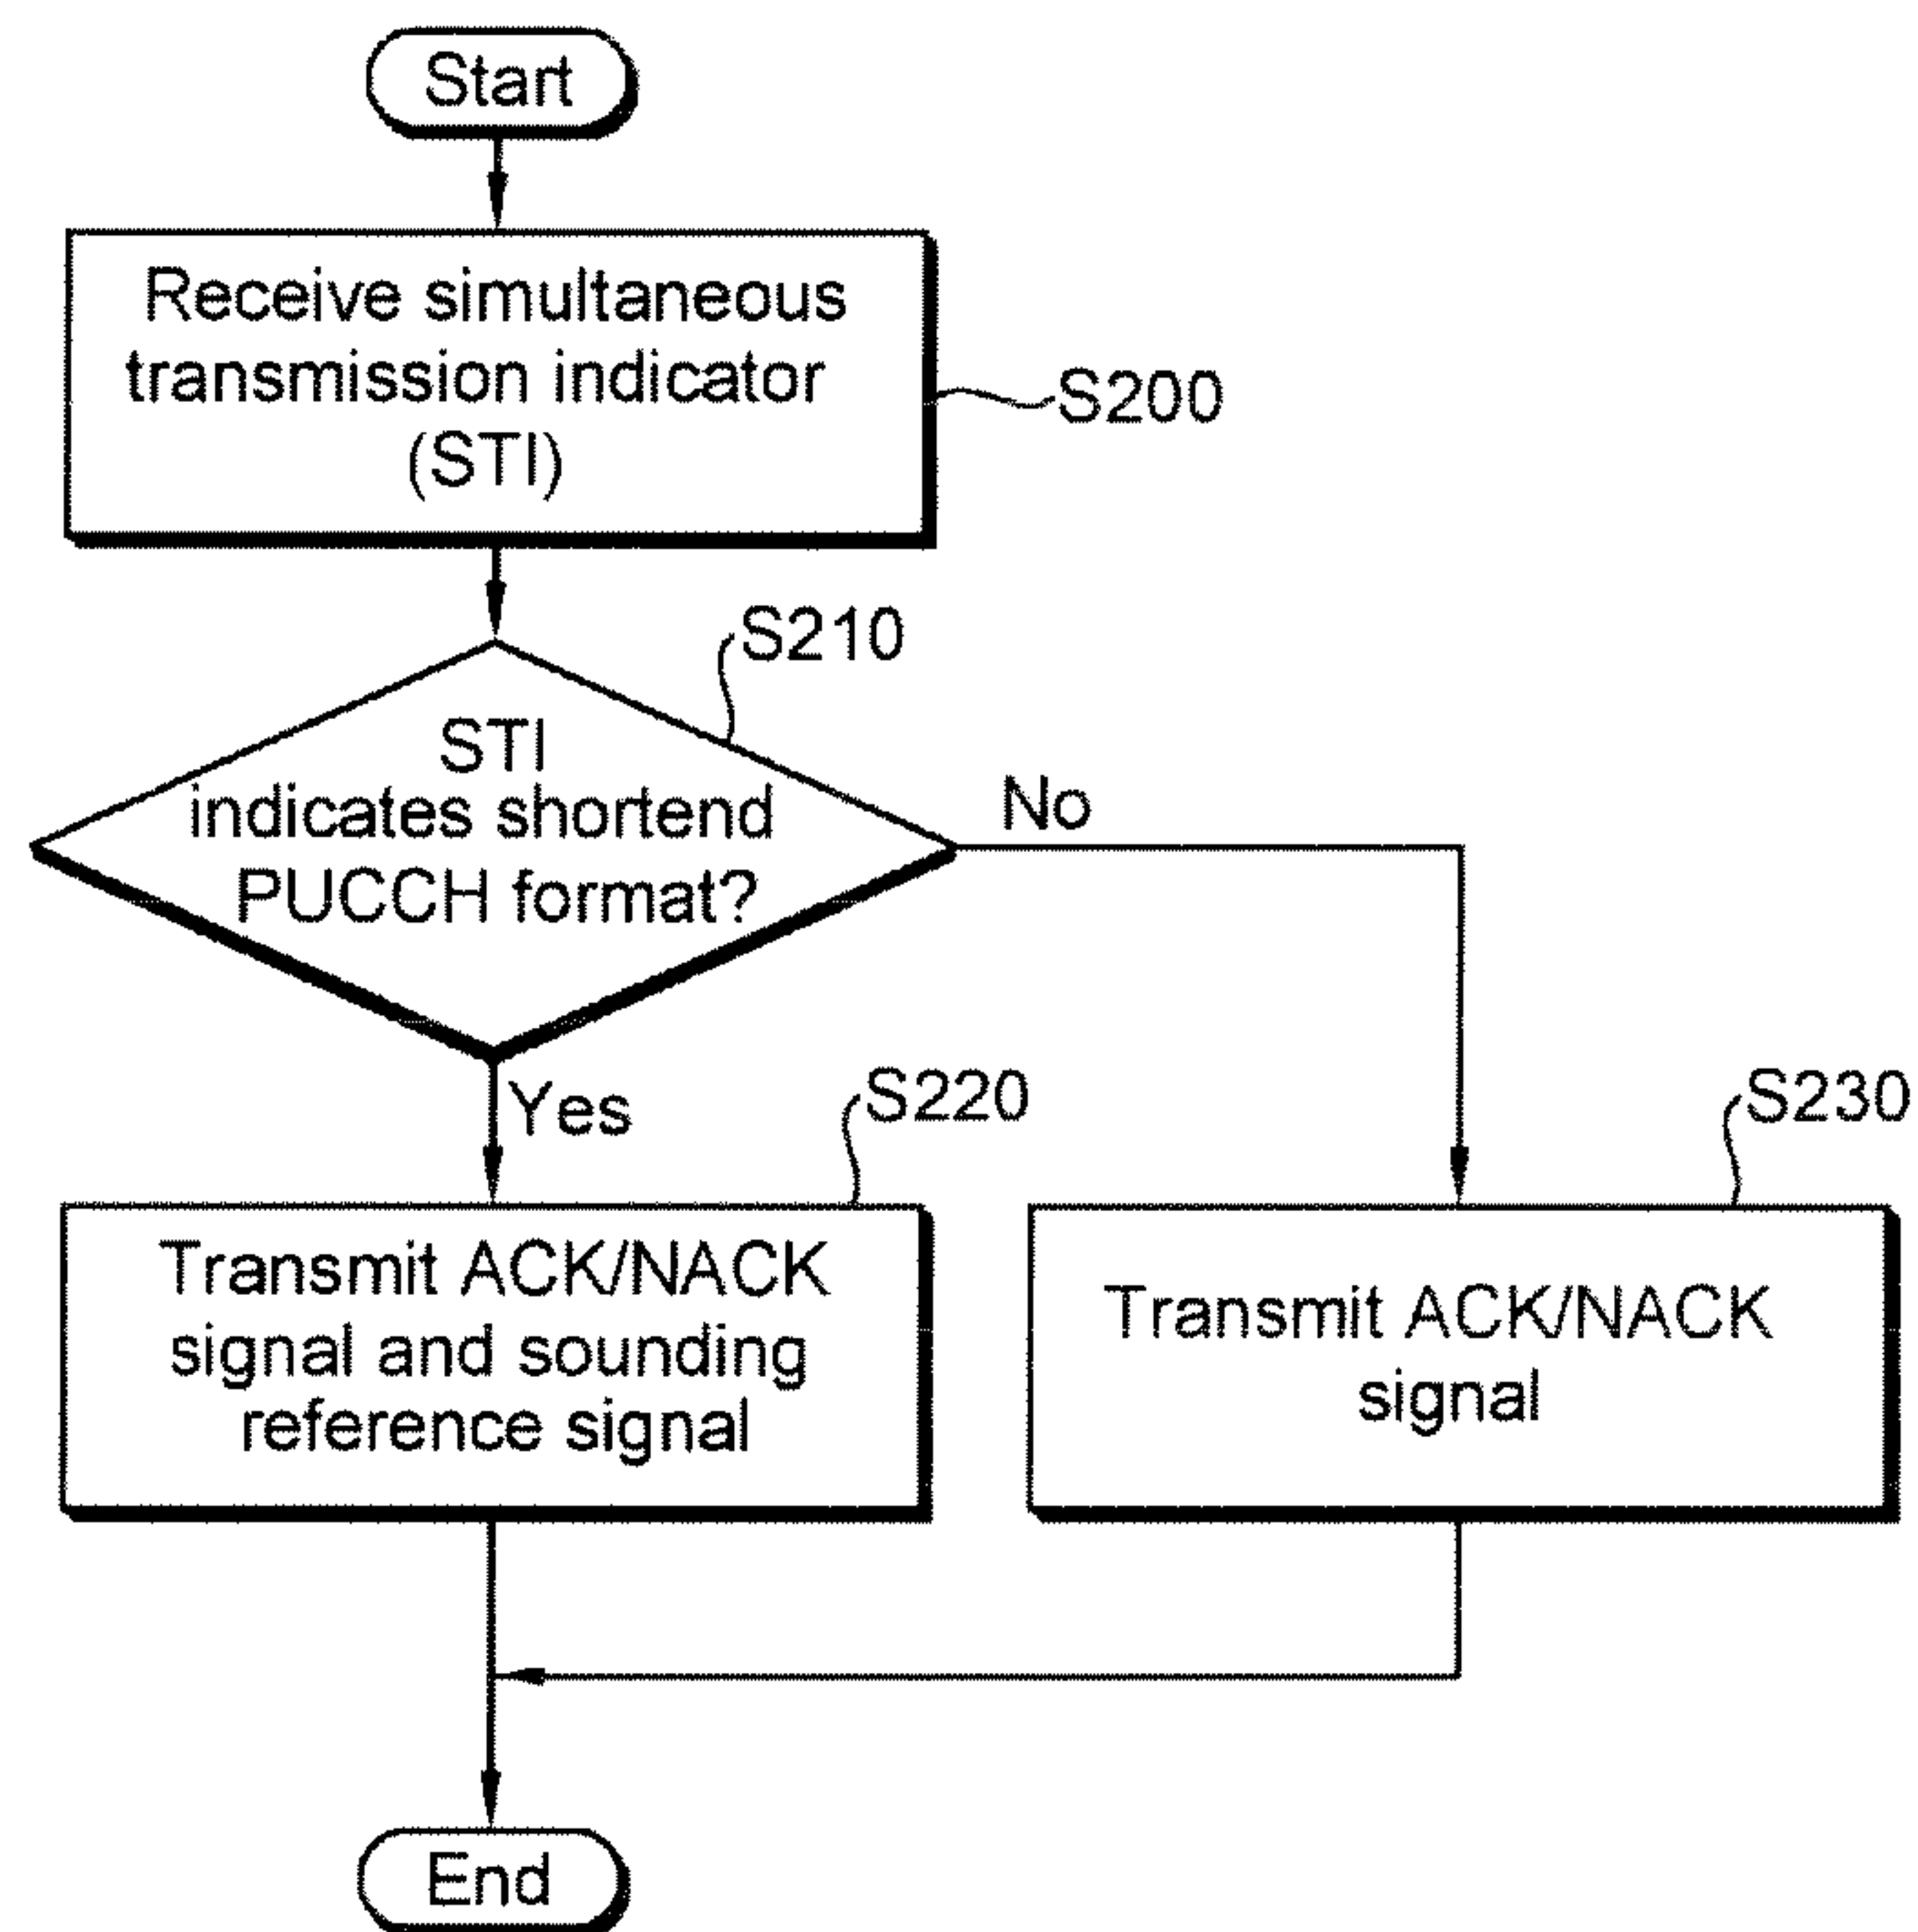 Start
Receive simultaneous
transmission indicator
(STI)
S200
S210
STI
indicates shortend
PUCCH format?
No
Yes
S220
S230
Transmit ACK/NACK
signal and sounding
reference signal
Transmit ACK/NACK
signal
End